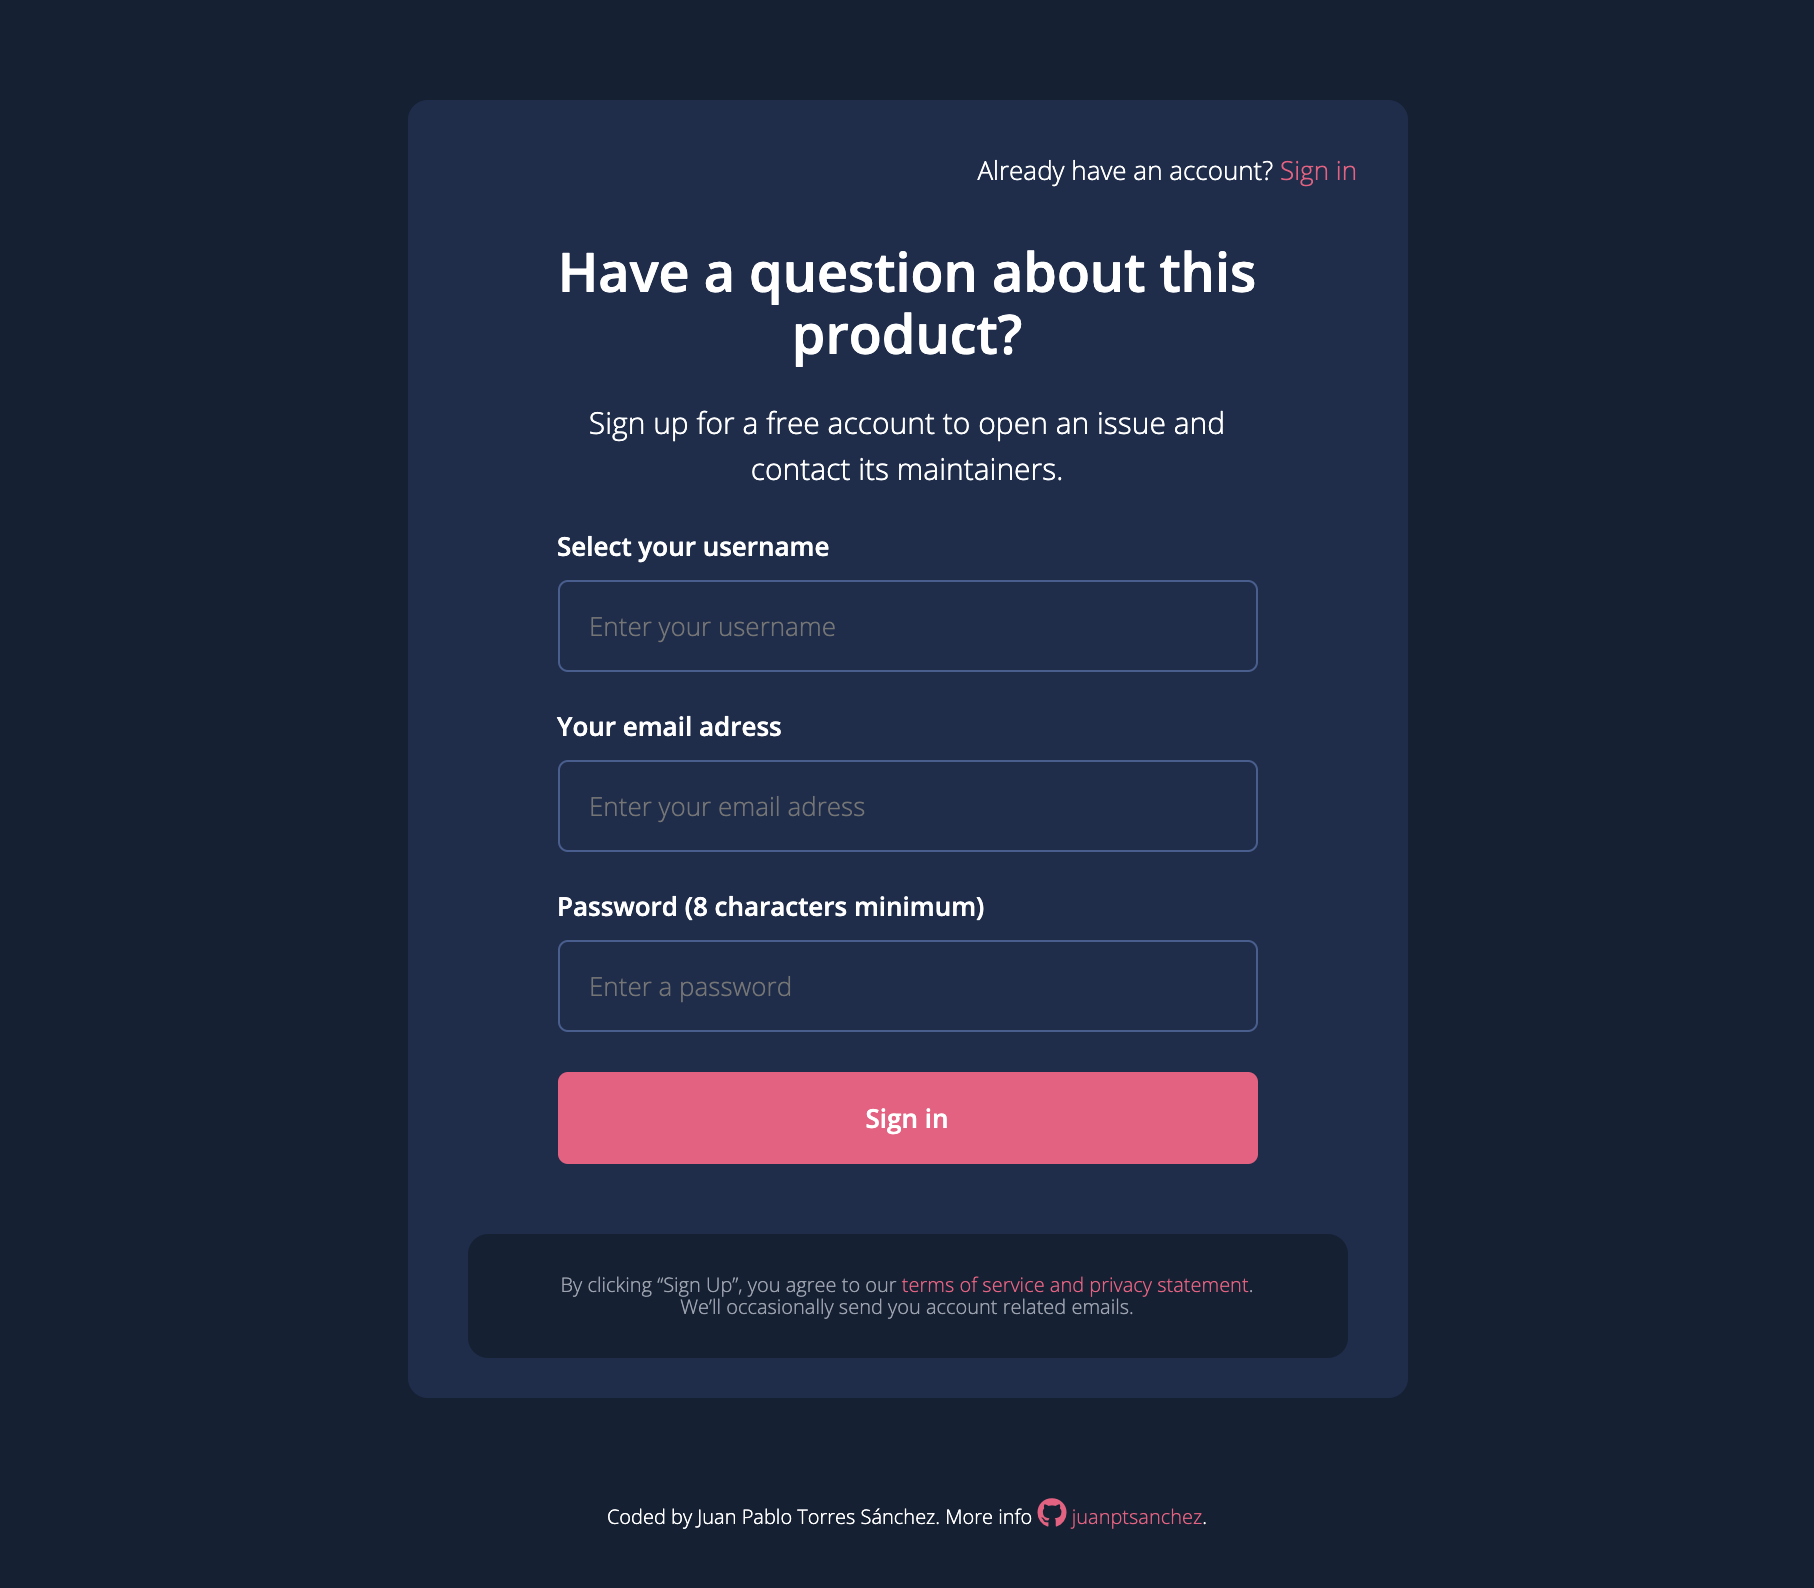 Already have an account? Sign in
Have a question about this
product?
Sign up for a free account to open an issue and
contact its maintainers.
Select your username
Enter your username
Your email adress
Enter your email adress
Password (8 characters minimum)
Enter a password
Sign in
By clicking “Sign Up”, you agree to our terms of service and privacy statement.
We’ll occasionally send you account related emails.
Coded by Juan Pablo Torres Sánchez. More info juanptsanchez.